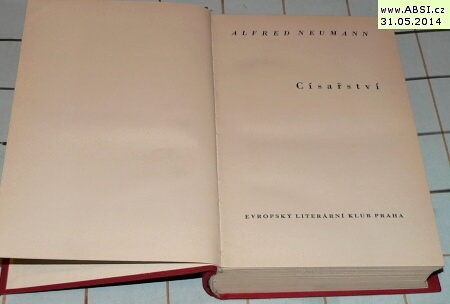 www.ABSI.cz
31.05.2014
ALFRED NEUMANN
Císařství
EVROPSKÝ LITERÁRNÍ KLUB PRAHA